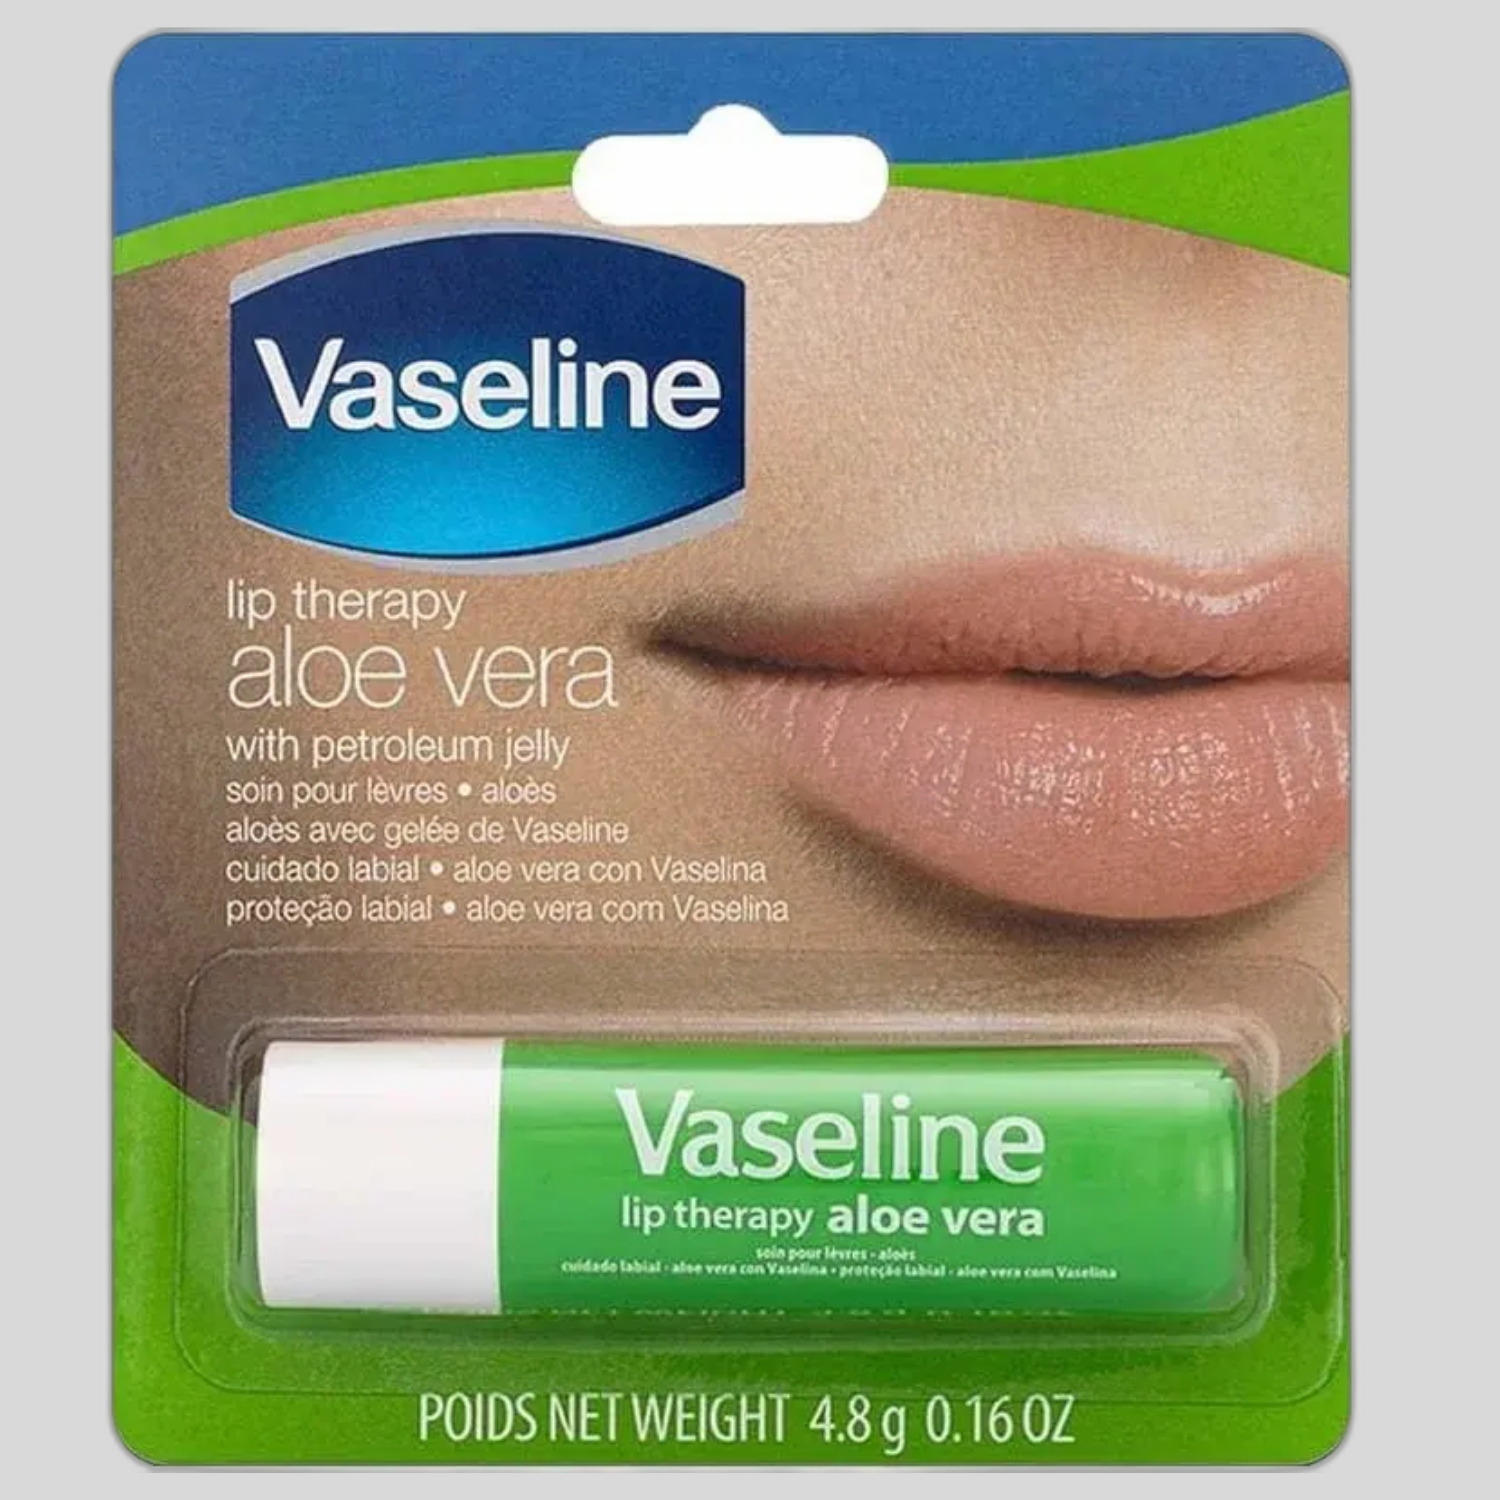 Vaseline
lip therapy
aloe vera
with petroleum jelly
soin pour lèvres • aloès
aloès avec gelée de Vaseline
cuidado labial • aloe vera con Vaselina
proteção labial • aloe vera com Vaselina
Vaseline
lip therapy aloe vera
soin pour lèvres - aloès
cuidado labial - aloe vera con Vaselina • proteção labial - aloe vera com Vaselina
POIDS NET WEIGHT 4.8 g 0.16 OZ